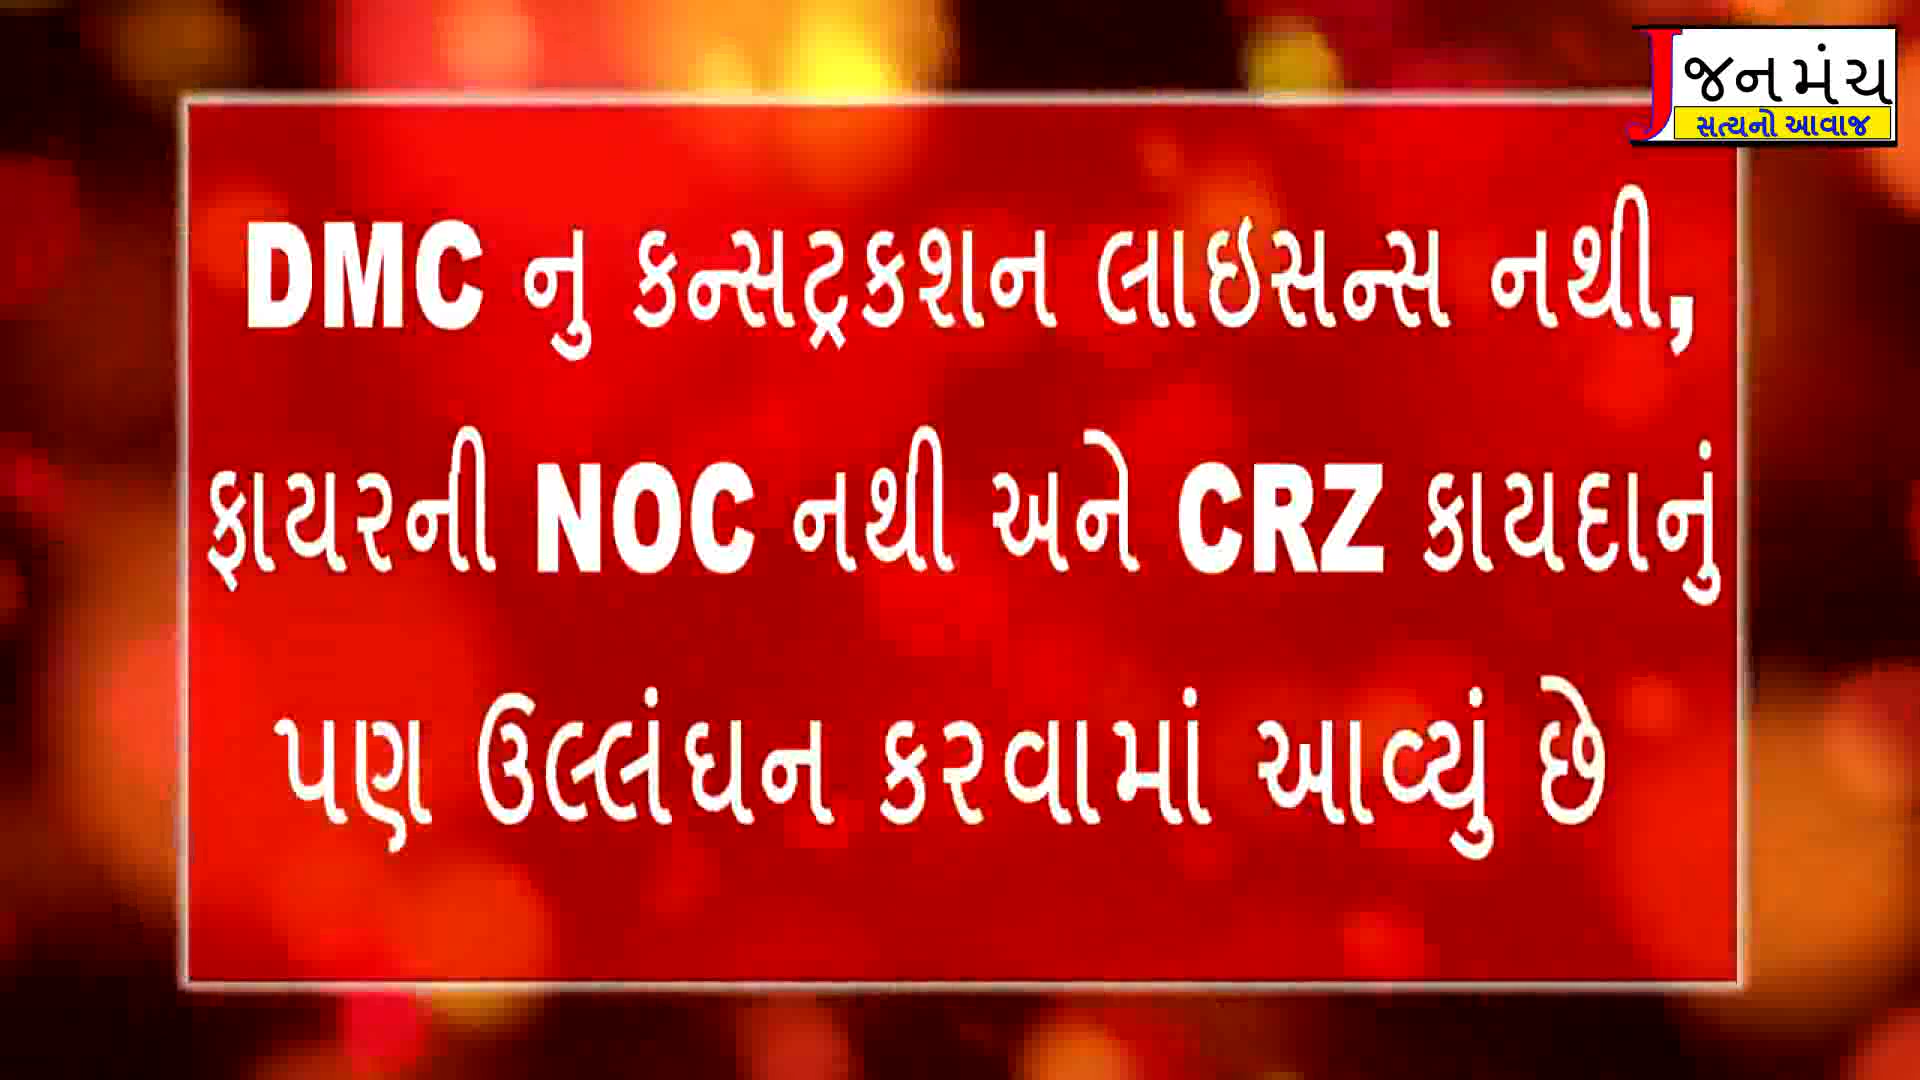 જનમંચ
સત્યનો આવાજ
DMC નુ કન્સટ્રકશન લાઇસન્સ નથી,
ફાયરની NOC નથી અને CRZ કાયદાનું
પણ ઉલ્લંઘન કરવામાં આવ્યું છે